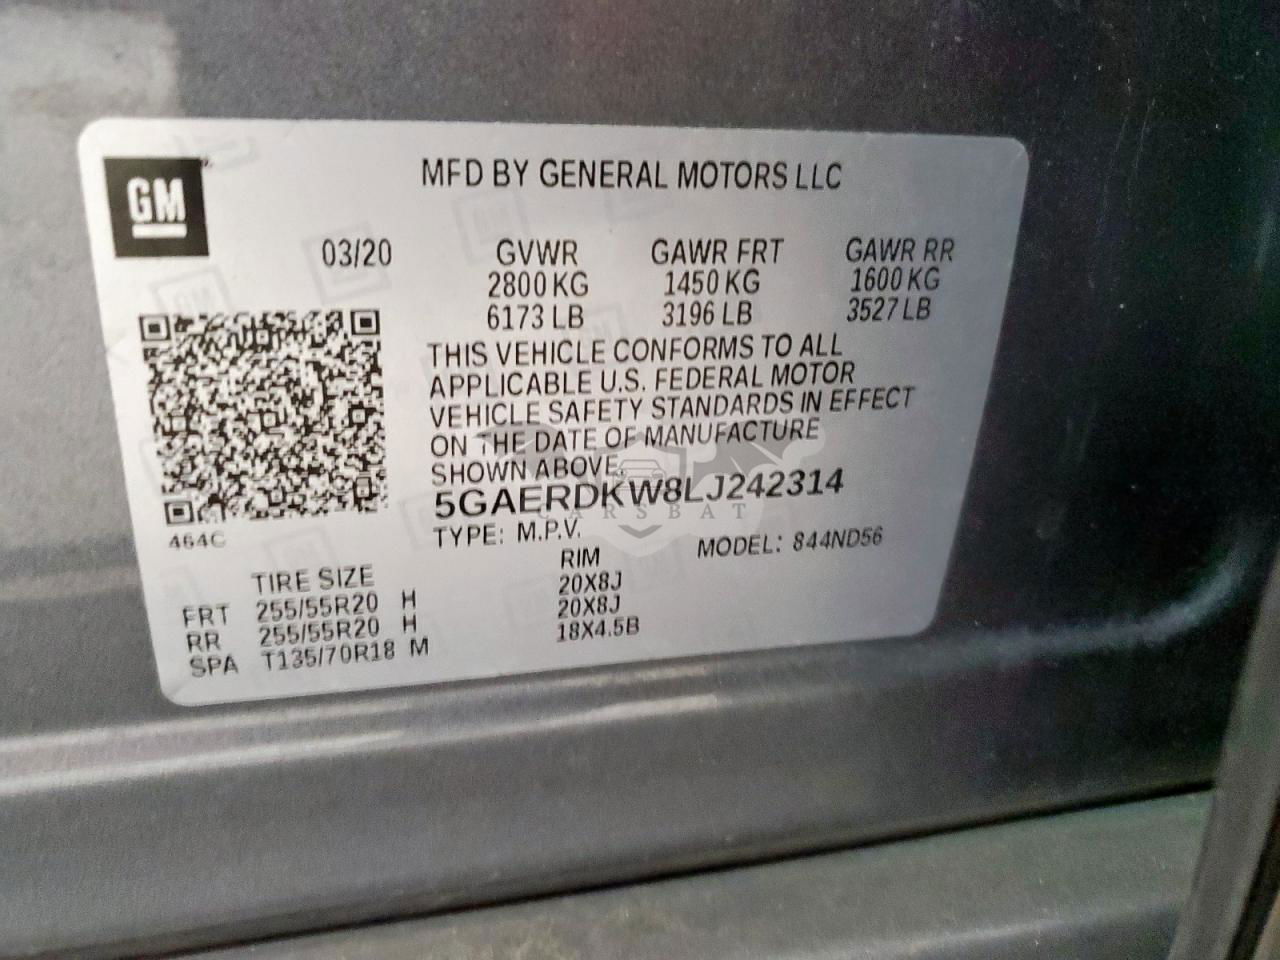 GM
MFD BY GENERAL MOTORS LLC
03/20 GVWR GAWR FRT GAWR RR
2800 KG 1450 KG 1600 KG
6173 LB 3196 LB 3527 LB
THIS VEHICLE CONFORMS TO ALL
APPLICABLE U.S. FEDERAL MOTOR
VEHICLE SAFETY STANDARDS IN EFFECT
ON THE DATE OF MANUFACTURE
SHOWN ABOVE.
5GAERDKW8LJ242314
CARSBAT
464C
TYPE: M.P.V. MODEL: 844ND56
TIRE SIZE RIM
FRT 255/55R20 H 20X8J
RR 255/55R20 H 20X8J
SPA T135/70R18 M 18X4.5B